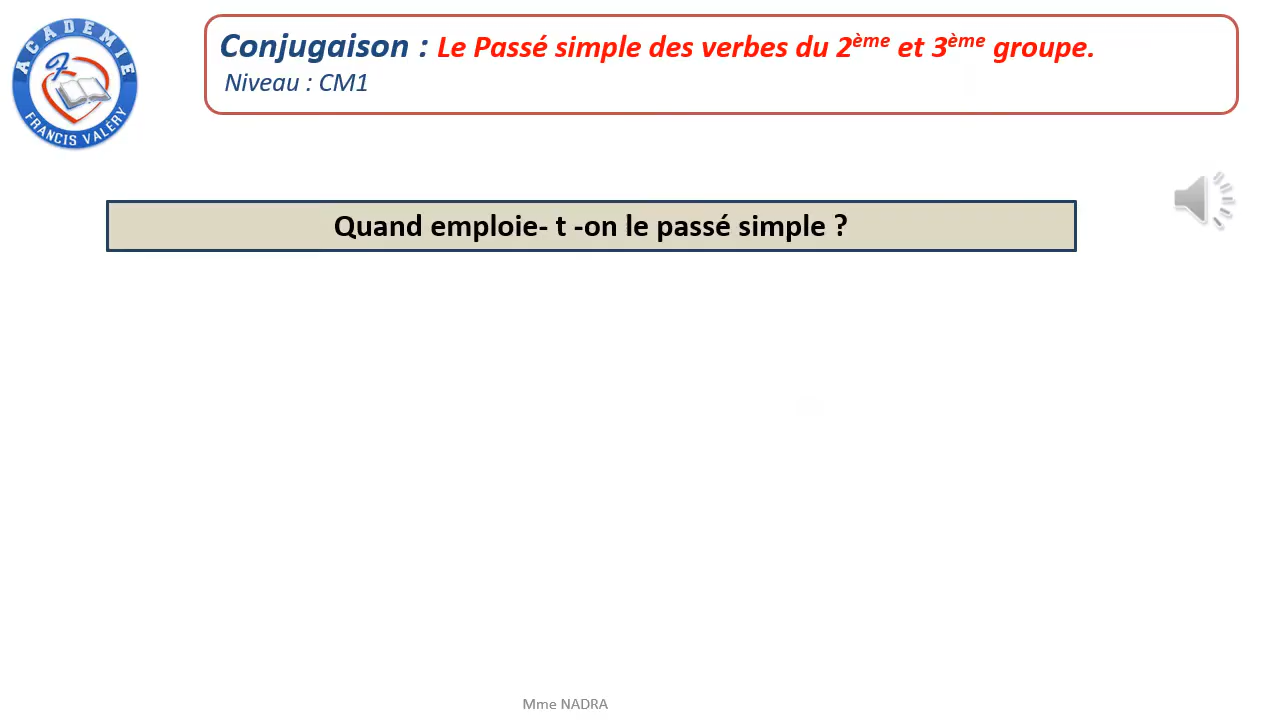 ACADEMIE
FRANCIS VALÉRY
Conjugaison : Le Passé simple des verbes du 2ème et 3ème groupe.
Niveau : CM1
Quand emploie- t -on le passé simple ?
Mme NADRA